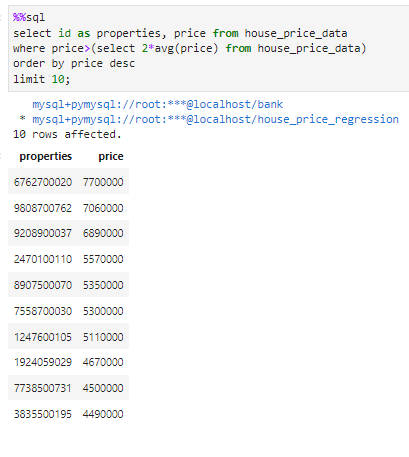 %%sql
select id as properties, price from house_price_data
where price>(select 2*avg(price) from house_price_data)
order by price desc
limit 10;
mysql+pymysql://root:***@localhost/bank
* mysql+pymysql://root:***@localhost/house_price_regression
10 rows affected.
properties price
6762700020 7700000
9808700762 7060000
9208900037 6890000
2470100110 5570000
8907500070 5350000
7558700030 5300000
1247600105 5110000
1924059029 4670000
7738500731 4500000
3835500195 4490000